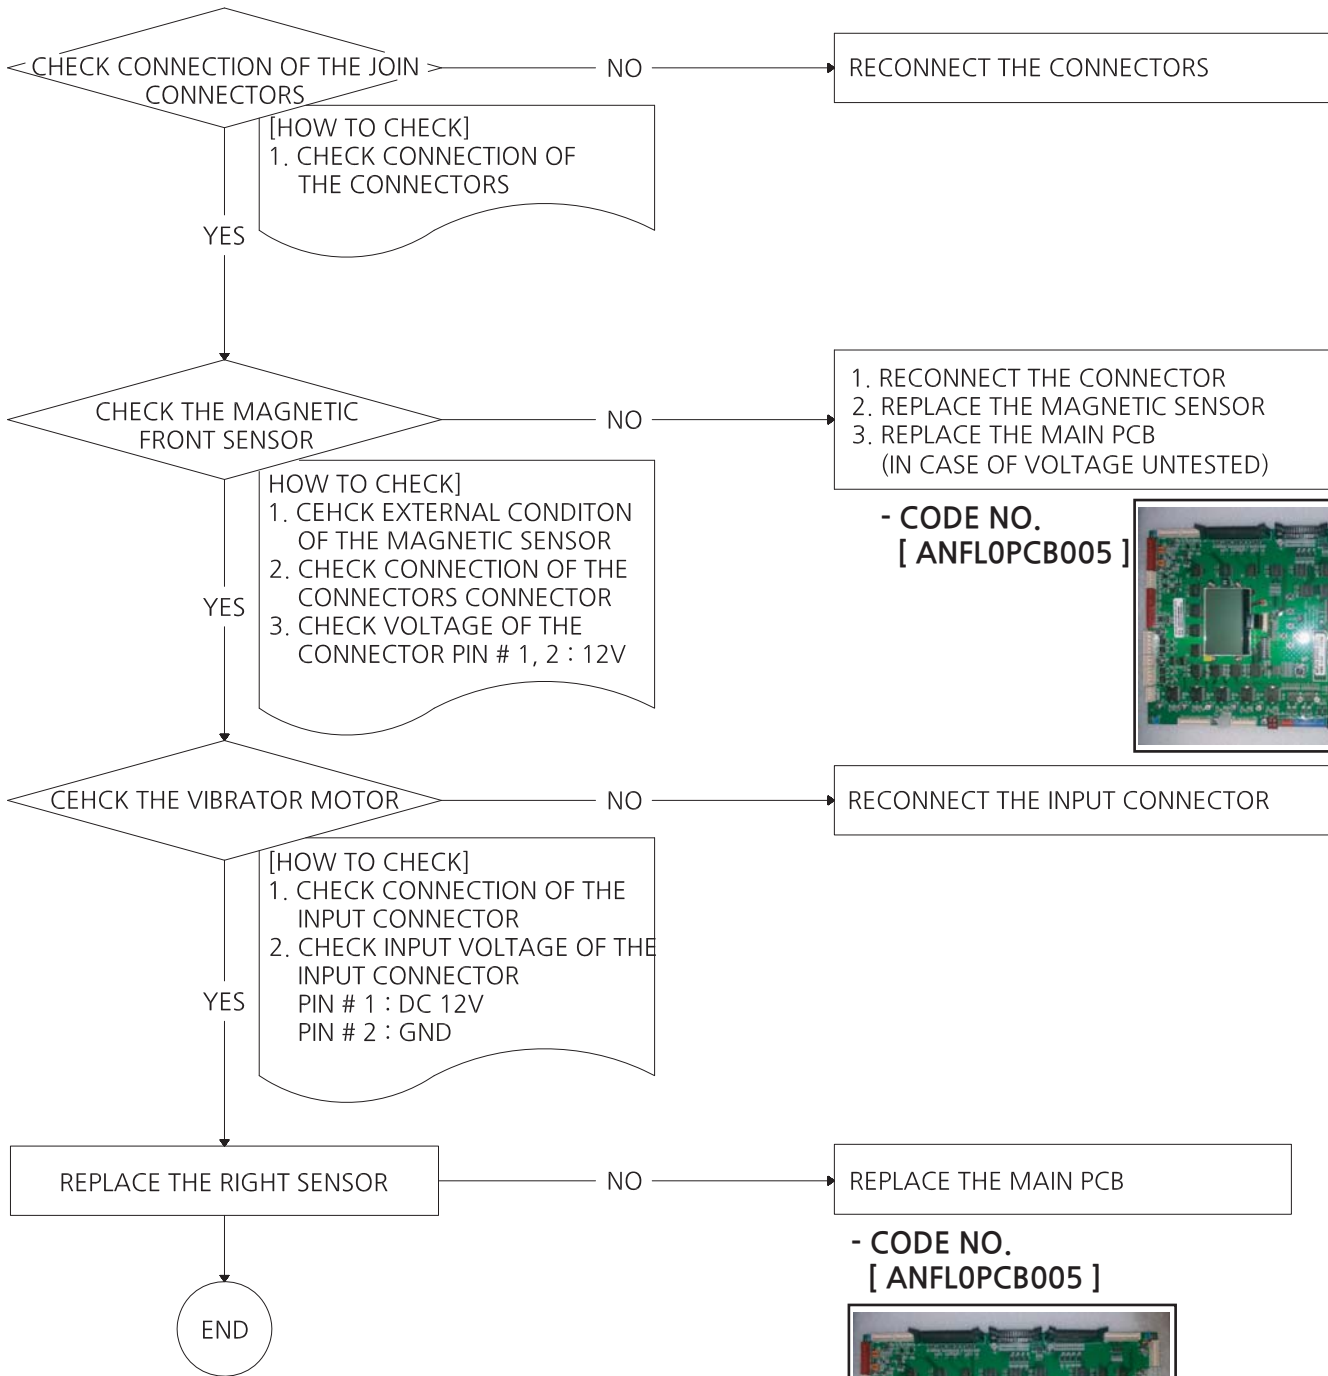 CHECK CONNECTION OF THE JOIN
CONNECTORS
NO
RECONNECT THE CONNECTORS
[HOW TO CHECK]
1. CHECK CONNECTION OF
THE CONNECTORS
YES
CHECK THE MAGNETIC
FRONT SENSOR
NO
1. RECONNECT THE CONNECTOR
2. REPLACE THE MAGNETIC SENSOR
3. REPLACE THE MAIN PCB
(IN CASE OF VOLTAGE UNTESTED)
- CODE NO.
[ ANFL0PCB005 ]
HOW TO CHECK]
1. CEHCK EXTERNAL CONDITON
OF THE MAGNETIC SENSOR
2. CHECK CONNECTION OF THE
CONNECTORS CONNECTOR
3. CHECK VOLTAGE OF THE
CONNECTOR PIN # 1, 2 : 12V
YES
CEHCK THE VIBRATOR MOTOR
NO
RECONNECT THE INPUT CONNECTOR
[HOW TO CHECK]
1. CHECK CONNECTION OF THE
INPUT CONNECTOR
2. CHECK INPUT VOLTAGE OF THE
INPUT CONNECTOR
PIN # 1 : DC 12V
PIN # 2 : GND
YES
REPLACE THE RIGHT SENSOR
NO
REPLACE THE MAIN PCB
- CODE NO.
[ ANFL0PCB005 ]
END